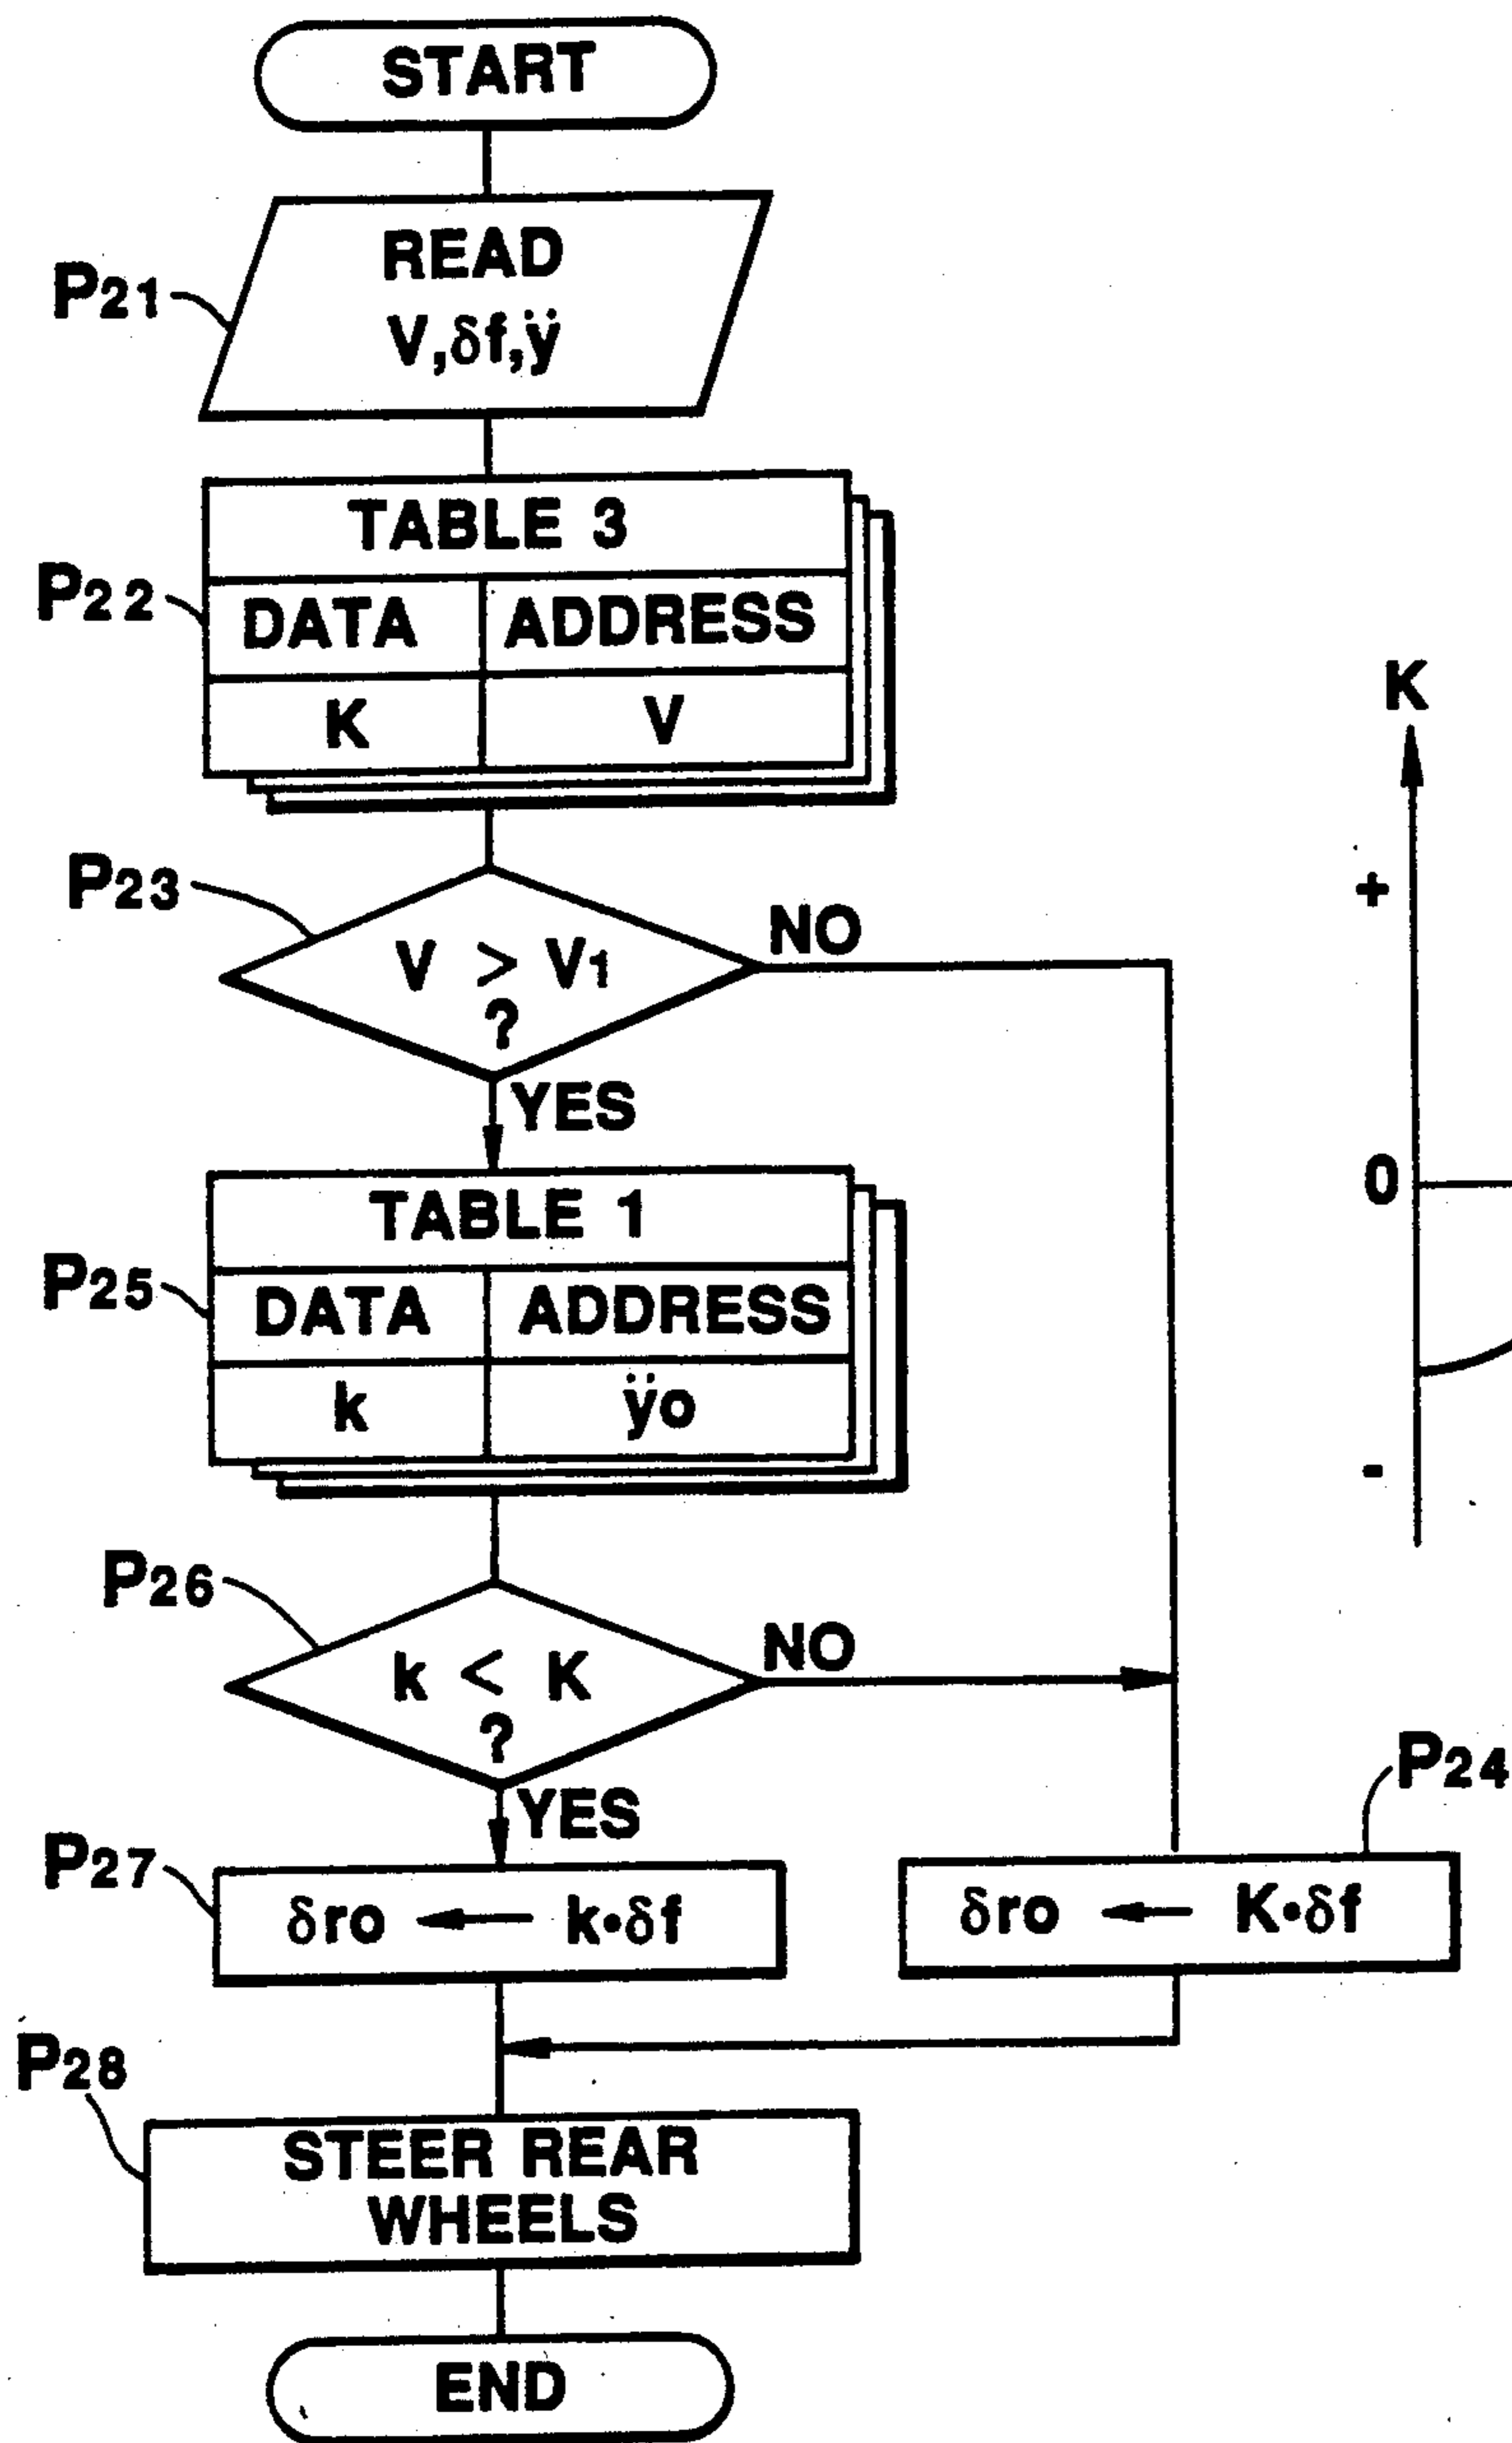 START
P21
READ
V,δf,ÿ
P22
TABLE 3
DATA ADDRESS
K V
P23
V > V1
?
NO
YES
P25
TABLE 1
DATA ADDRESS
k ÿo
P26
k < K
?
NO
YES
P27
δro ← k•δf
P24
δro ← K•δf
P28
STEER REAR
WHEELS
END
K
+
0
-